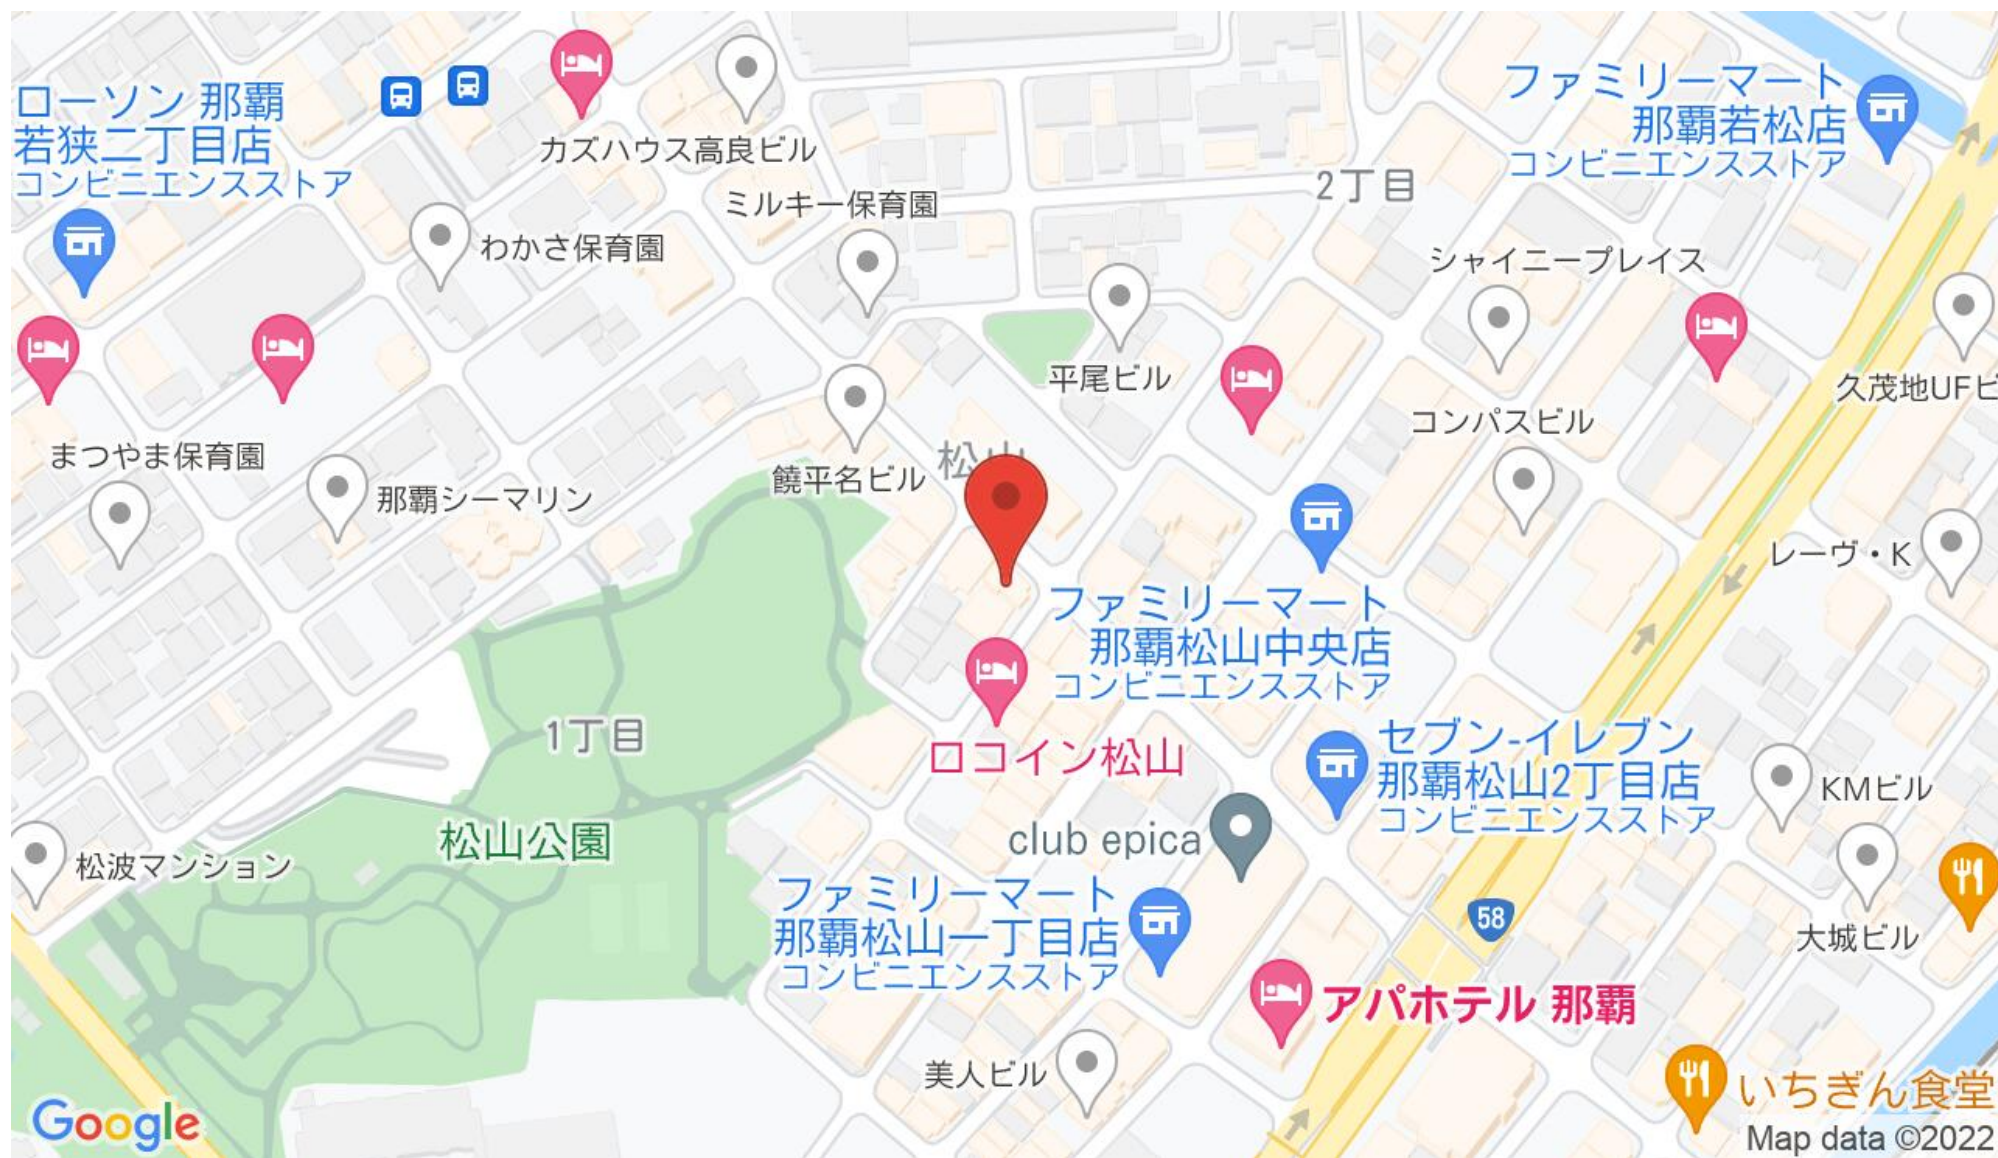 ローソン 那覇
若狭二丁目店
コンビニエンスストア
カズハウス高良ビル
ファミリーマート
那覇若松店
コンビニエンスストア
2丁目
ミルキー保育園
わかさ保育園
シャイニープレイス
平尾ビル
久茂地UFビ
コンパスビル
まつやま保育園
那覇シーマリン
饒平名ビル
松山
レーヴ・K
ファミリーマート
那覇松山中央店
コンビニエンスストア
1丁目
ロコイン松山
セブン-イレブン
那覇松山2丁目店
コンビニエンスストア
KMビル
松山公園
club epica
松波マンション
ファミリーマート
那覇松山一丁目店
コンビニエンスストア
58
大城ビル
アパホテル 那覇
美人ビル
いちぎん食堂
Google
Map data ©2022